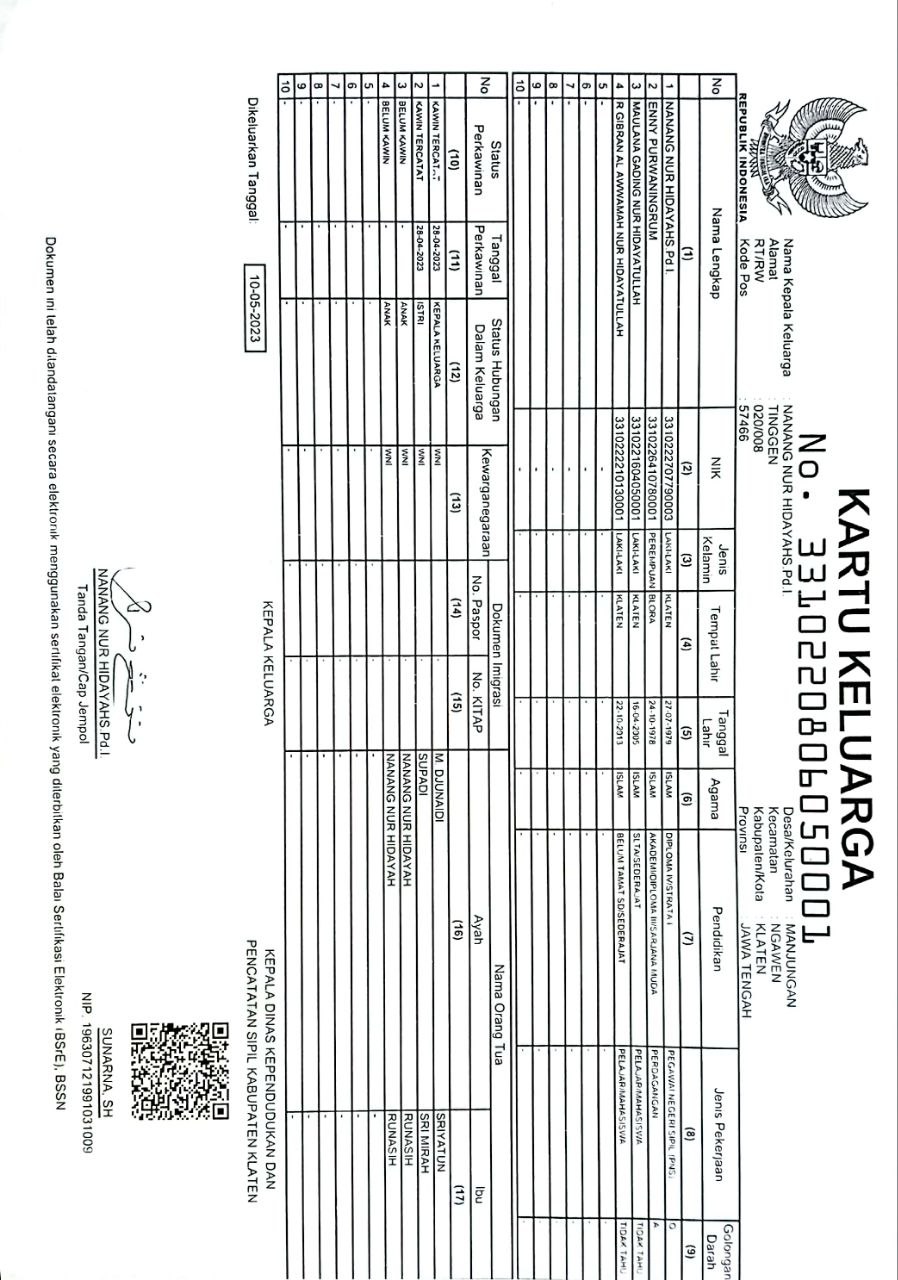 KARTU KELUARGA
No. 3310220806050001
REPUBLIK INDONESIA
Nama Kepala Keluarga : NANANG NUR HIDAYAHS.Pd.I.
Alamat : TINGGEN
RT/RW : 020/008
Kode Pos : 57466
Desa/Kelurahan : MANJUNGAN
Kecamatan : NGAWEN
Kabupaten/Kota : KLATEN
Provinsi : JAWA TENGAH
No Nama Lengkap NIK Jenis Kelamin Tempat Lahir Tanggal Lahir Agama Pendidikan Jenis Pekerjaan Golongan Darah
(1) (2) (3) (4) (5) (6) (7) (8) (9)
1 NANANG NUR HIDAYAHS Pd I. 3310222707790003 LAKI-LAKI KLATEN 27-07-1979 ISLAM DIPLOMA IV/STRATA I PEGAWAI NEGERI SIPIL (PNS) O
2 ENNY PURWANINGRUM 3310226410780001 PEREMPUAN BLORA 24-10-1978 ISLAM AKADEMI/DIPLOMA III/SARJANA MUDA PERDAGANGAN A
3 MAULANA GADING NUR HIDAYATULLAH 3310221604050001 LAKI-LAKI KLATEN 16-04-2005 ISLAM SLTA/SEDERAJAT PELAJAR/MAHASISWA TIDAK TAHU
4 R GIBRAN AL AWWAMAH NUR HIDAYATULLAH 3310222210130001 LAKI-LAKI KLATEN 22-10-2013 ISLAM BELUM TAMAT SD/SEDERAJAT PELAJAR/MAHASISWA TIDAK TAHU
5 - - - - - - - - -
6 - - - - - - - - -
7 - - - - - - - - -
8 - - - - - - - - -
9 - - - - - - - - -
10 - - - - - - - - -
No Status Perkawinan Tanggal Perkawinan Status Hubungan Dalam Keluarga Kewarganegaraan Dokumen Imigrasi Nama Orang Tua
No. Paspor No. KITAP Ayah Ibu
(10) (11) (12) (13) (14) (15) (16) (17)
1 KAWIN TERCAT... 28-04-2023 KEPALA KELUARGA WNI - - M. DJUNAIDI SRIYATUN
2 KAWIN TERCATAT 28-04-2023 ISTRI WNI - - SUPADI SRI MIRAH
3 BELUM KAWIN - ANAK WNI - - NANANG NUR HIDAYAH RUNASIH
4 BELUM KAWIN - ANAK WNI - - NANANG NUR HIDAYAH RUNASIH
5 - - - - - - - -
6 - - - - - - - -
7 - - - - - - - -
8 - - - - - - - -
9 - - - - - - - -
10 - - - - - - - -
Dikeluarkan Tanggal: 10-05-2023
KEPALA KELUARGA
NANANG NUR HIDAYAHS.Pd.I.
Tanda Tangan/Cap Jempol
KEPALA DINAS KEPENDUDUKAN DAN
PENCATATAN SIPIL KABUPATEN KLATEN
SUNARNA, SH
NIP. 196307121991031009
Dokumen ini telah ditandatangani secara elektronik menggunakan sertifikat elektronik yang diterbitkan oleh Balai Sertifikasi Elektronik (BSrE), BSSN